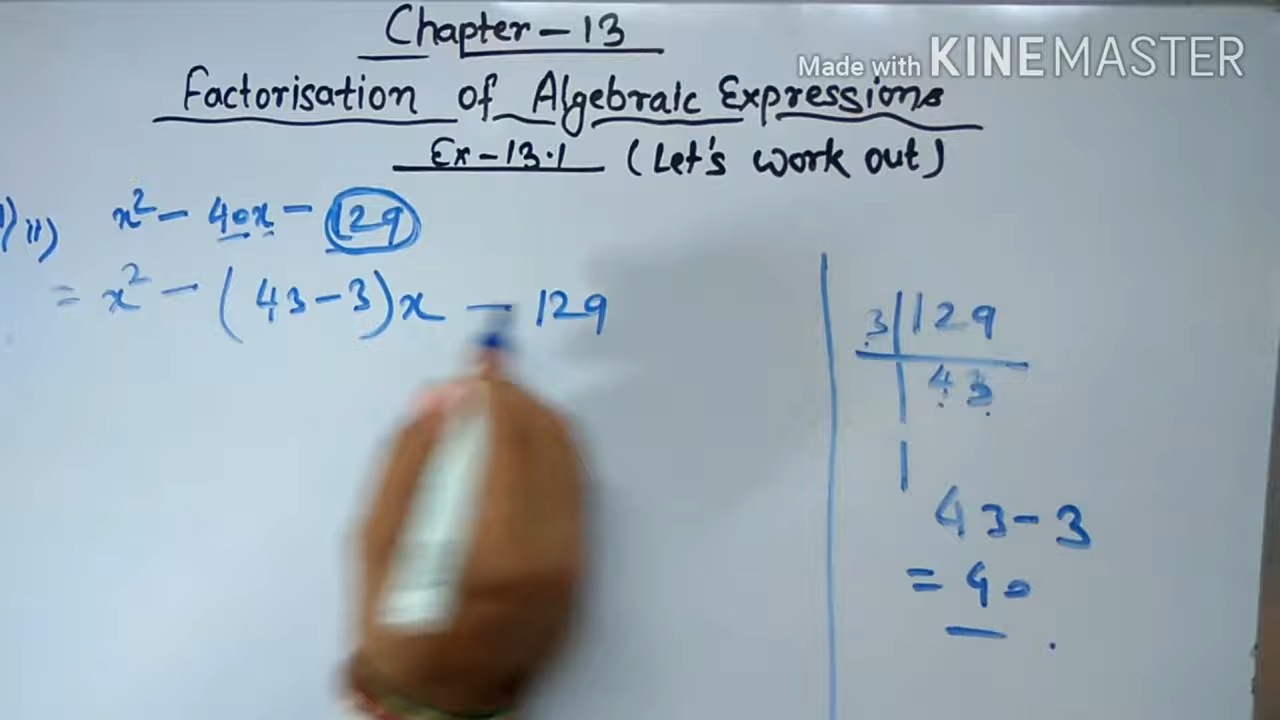 Chapter - 13
Made with KINEMASTER
Factorisation of Algebraic Expressions
Ex-13.1 (Let's work out)
ii) x² - 40x - 129
= x² - (43-3)x - 129
3 | 129
43
43-3
= 40